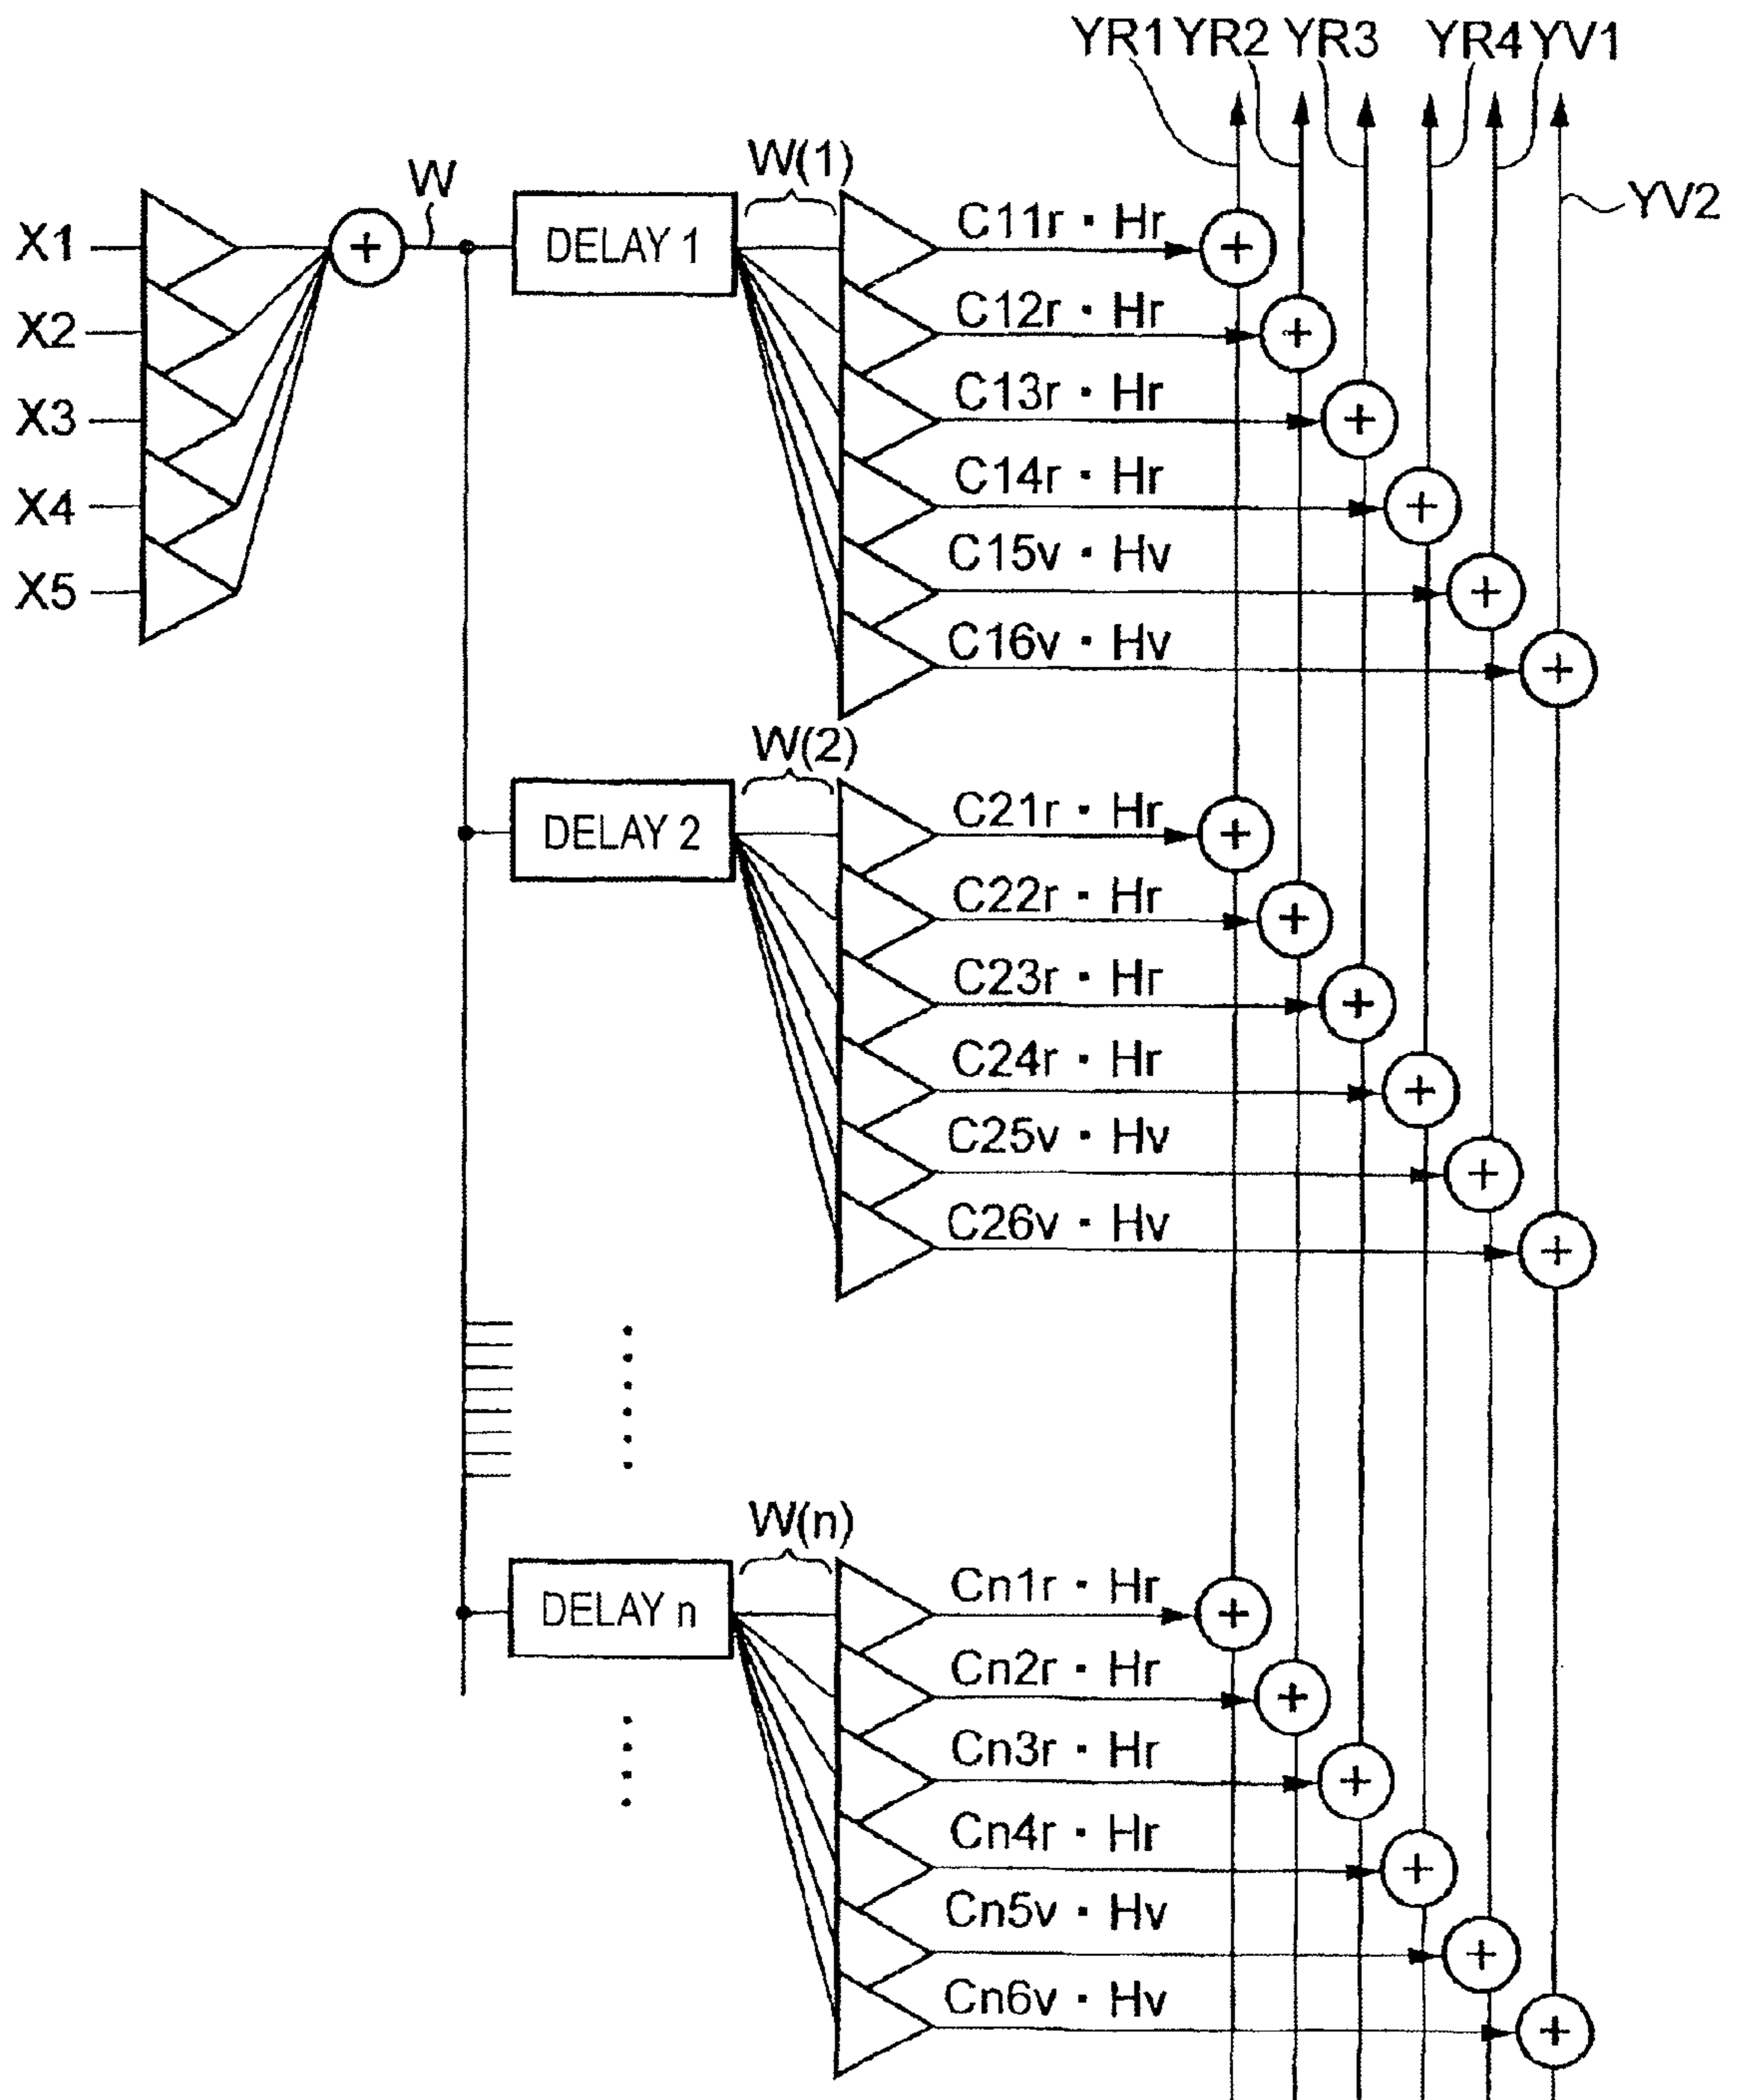 YR1 YR2 YR3 YR4 YV1
YV2
W
W(1)
X1
X2
X3
X4
X5
+
DELAY 1
C11r · Hr
+
C12r · Hr
+
C13r · Hr
+
C14r · Hr
+
C15v · Hv
+
C16v · Hv
+
W(2)
DELAY 2
C21r · Hr
+
C22r · Hr
+
C23r · Hr
+
C24r · Hr
+
C25v · Hv
+
C26v · Hv
+
W(n)
DELAY n
Cn1r · Hr
+
Cn2r · Hr
+
Cn3r · Hr
+
Cn4r · Hr
+
Cn5v · Hv
+
Cn6v · Hv
+